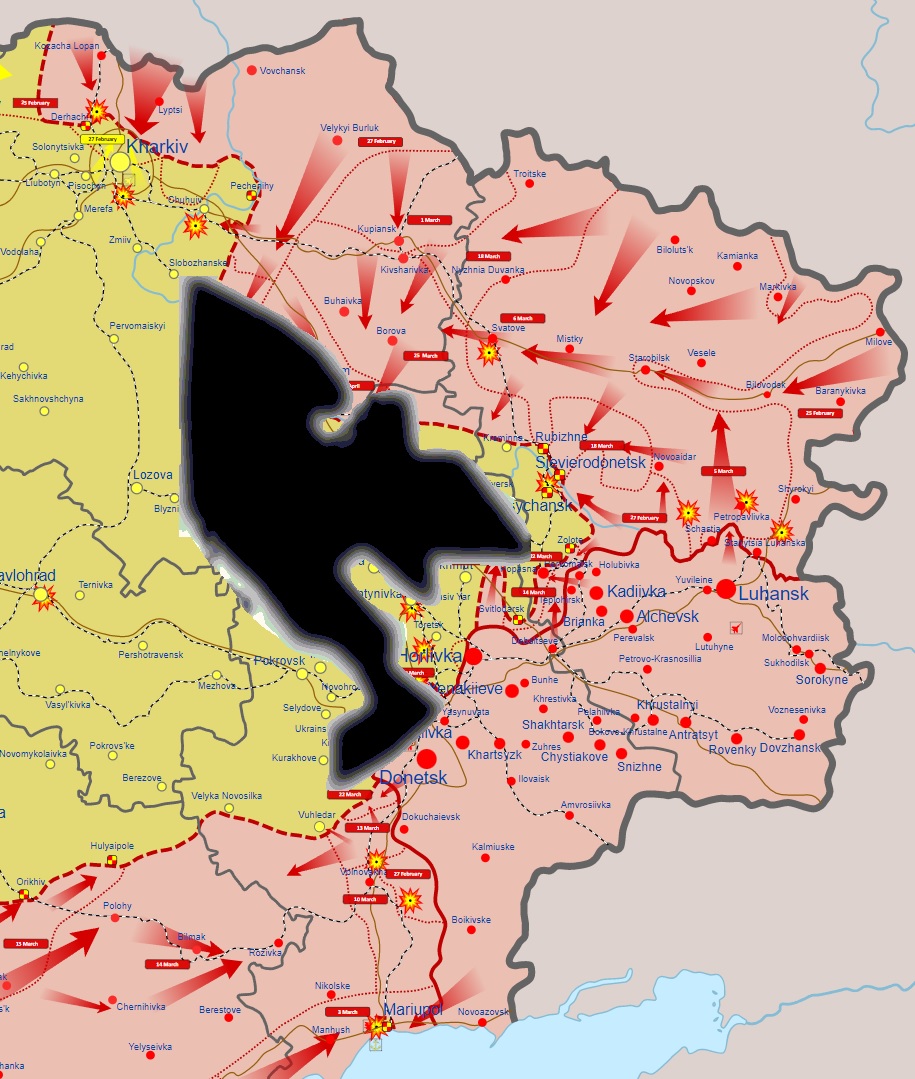 Kozacha Lopan
Vovchansk
25 February
Lyptsi
Derhachi
Velykyi Burluk
27 February
27 February
Solonytsivka
Kharkiv
Troitske
Liubotyn
Pisochyn
Pechenihy
Merefa
Chuhuiv
1 March
Kupiansk
Zmiiv
Vodolaha
Biloluts'k
18 March
Kamianka
Slobozhanske
Kivsharivka
Nyzhnia Duvanka
Novopskov
Markivka
Buhaivka
6 March
Pervomaiskyi
Borova
Svatove
Mistky
Milove
rad
25 March
Starobilsk
Vesele
Kehychivka
April
Bilovodsk
Baranykivka
Sakhnovshchyna
25 February
Kreminna
Rubizhne
18 March
Sievierodonetsk
Novoaidar
5 March
Lozova
Blyzni
ychansk
Shyrokyi
27 February
Petropavlivka
Schastia
Stanytsia Luhanska
Zolote
Holubivka
avlohrad
Ternivka
14 March
Yuvileine
Luhansk
Kadiivka
Svitlodarsk
Brianka
Alchevsk
Toretsk
Perevalsk
Molodohvardiisk
Lutuhyne
Debaltseve
Pershotravensk
Horlivka
Pokrovsk
Petrovo-Krasnosillia
Sukhodilsk
Sorokyne
Mezhova
Bunhe
Novohro
Khrestivka
Vasyl'kivka
Selydove
Yasynuvata
Pelahiivka
Khrustalnyi
Voznesenivka
Ukrains
Shakhtarsk
Bokove-Khrustalne
Antratsyt
Pokrovs'ke
Novomykolaivka
Khartsyzk
Zuhres
Chystiakove
Rovenky
Dovzhansk
Kurakhove
Snizhne
Berezove
Donetsk
Ilovaisk
Velyka Novosilka
22 March
Amvrosiivka
Vuhledar
Dokuchaievsk
13 March
Hulyaipole
Kalmiuske
Volnovakha
27 February
Orikhiv
10 March
Polohy
Boikivske
Bilmak
15 March
Rozivka
14 March
Nikolske
Chernihivka
Berestove
Mariupol
3 March
Novoazovsk
Manhush
Yelyseivka
hanka